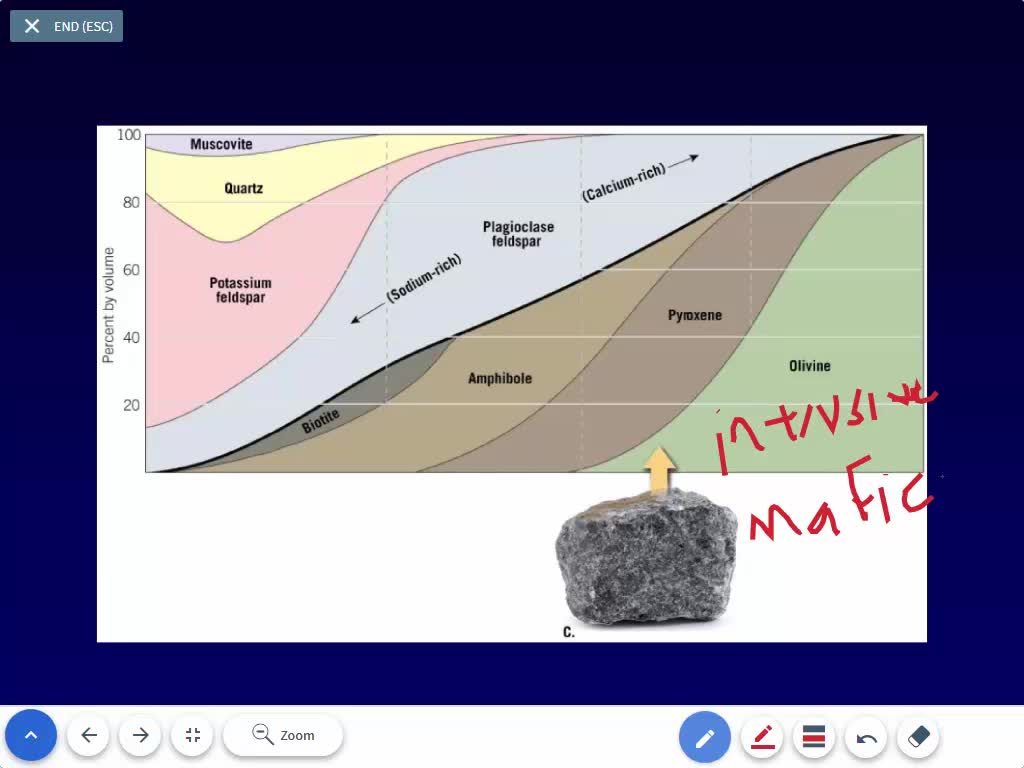 END (ESC)
100
80
60
40
20
Percent by volume
Muscovite
Quartz
Potassium
feldspar
(Sodium-rich)
Plagioclase
feldspar
(Calcium-rich)
Biotite
Amphibole
Pyroxene
Olivine
intrusive
mafic
C.
Zoom